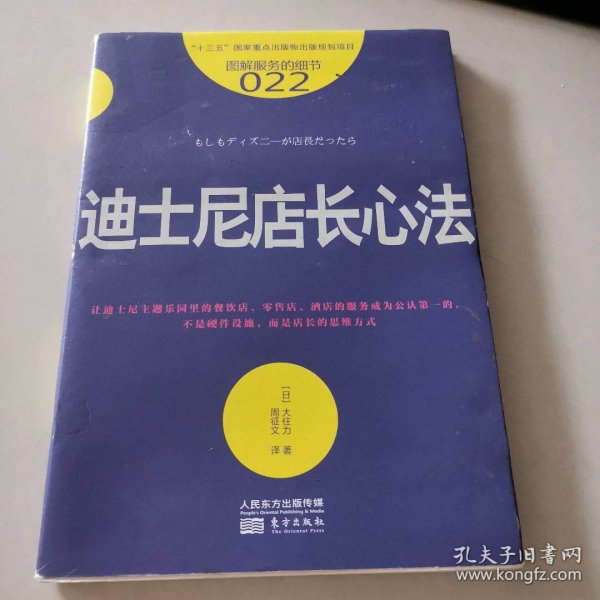 “十三五”国家重点出版物出版规划项目
图解服务的细节
022
もしもディズニーが店長だったら
迪士尼店长心法
让迪士尼主题乐园里的餐饮店、零售店、酒店的服务成为公认第一的，
不是硬件设施，而是店长的思维方式
［日］大住力 著
周征文 译
人民东方出版传媒
People's Oriental Publishing & Media
東方出版社
The Oriental Press
孔夫子旧书网
www.kongfz.com